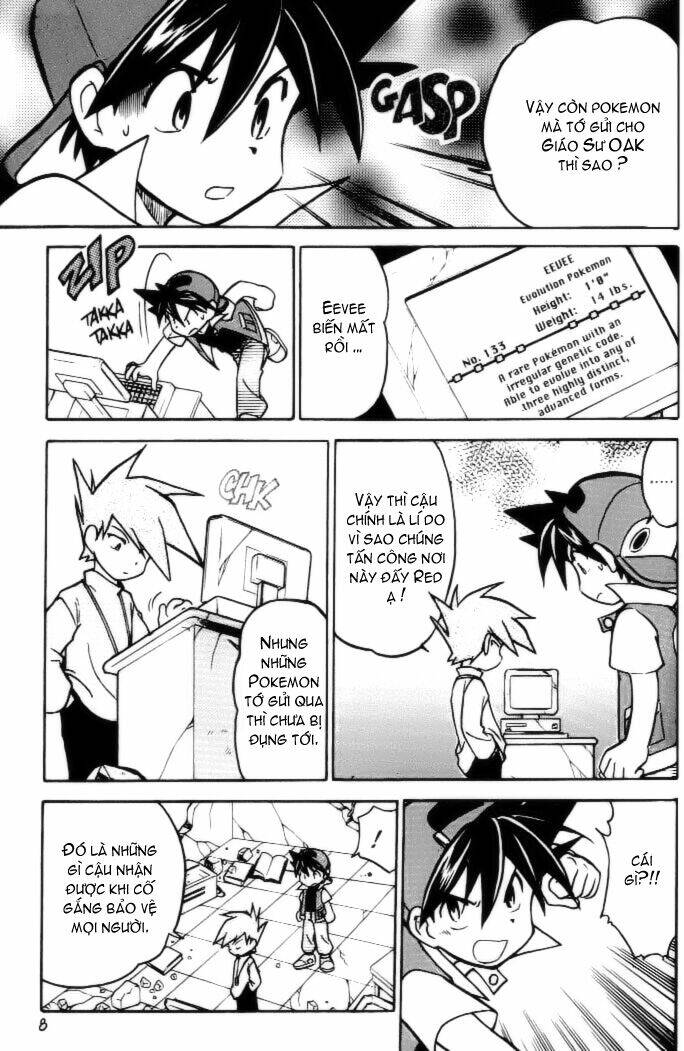 VẬY CÒN POKEMON
MÀ TỚ GỬI CHO
GIÁO SƯ OAK
THÌ SAO ?
GASP
EEVEE
Evolution Pokemon
Height: 1'0"
Weight: 14 lbs.
No. 133
A rare Pokémon with an
irregular genetic code.
Able to evolve into any of
three highly distinct,
advanced forms.
EEVEE
BIẾN MẤT
RỒI ...
ZIP
TAKKA
TAKKA
......
VẬY THÌ CẬU
CHÍNH LÀ LÍ DO
VÌ SAO CHÚNG
TẤN CÔNG NƠI
NÀY ĐẤY RED
Ạ !
CHK
NHƯNG
NHỮNG
POKEMON
TỚ GỬI QUA
THÌ CHƯA BỊ
ĐỤNG TỚI.
CÁI
GÌ?!!
!
ĐÓ LÀ NHỮNG
GÌ CẬU NHẬN
ĐƯỢC KHI CỐ
GẮNG BẢO VỆ
MỌI NGƯỜI.
8